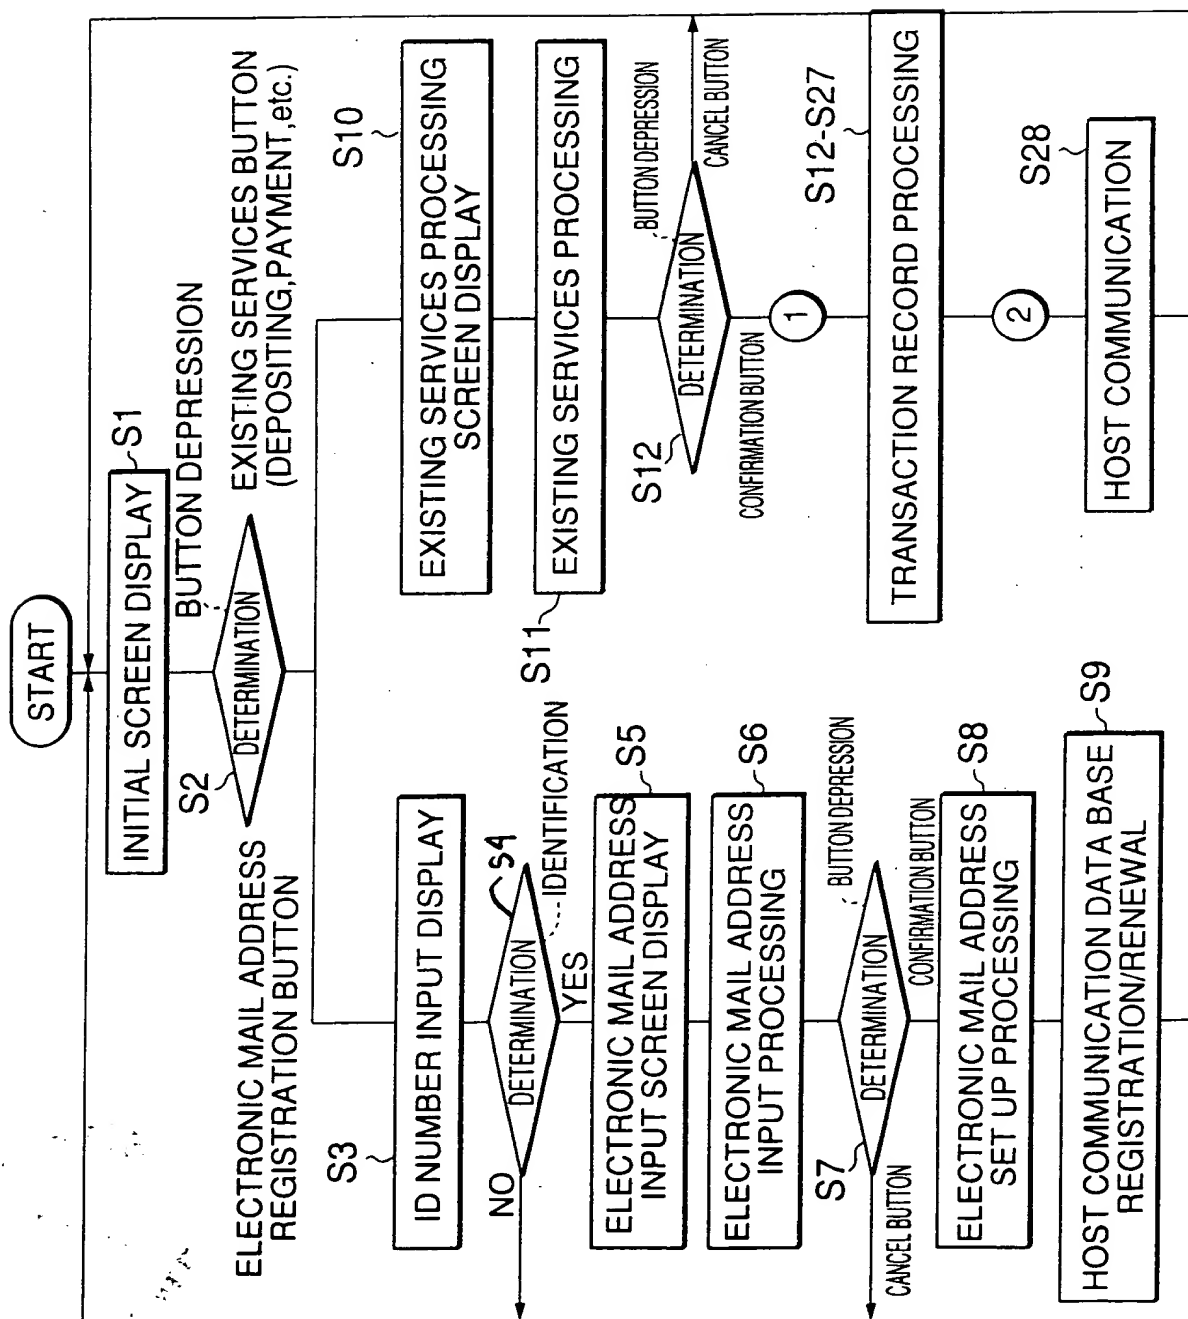 START
INITIAL SCREEN DISPLAY
S1
BUTTON DEPRESSION
S2
DETERMINATION
ELECTRONIC MAIL ADDRESS
REGISTRATION BUTTON
EXISTING SERVICES BUTTON
(DEPOSITING,PAYMENT,etc.)
S3
ID NUMBER INPUT DISPLAY
S4
DETERMINATION
IDENTIFICATION
NO
YES
ELECTRONIC MAIL ADDRESS
INPUT SCREEN DISPLAY
S5
ELECTRONIC MAIL ADDRESS
INPUT PROCESSING
S6
BUTTON DEPRESSION
S7
DETERMINATION
CANCEL BUTTON
CONFIRMATION BUTTON
ELECTRONIC MAIL ADDRESS
SET UP PROCESSING
S8
HOST COMMUNICATION DATA BASE
REGISTRATION/RENEWAL
S9
S10
EXISTING SERVICES PROCESSING
SCREEN DISPLAY
S11
EXISTING SERVICES PROCESSING
BUTTON DEPRESSION
S12
DETERMINATION
CANCEL BUTTON
CONFIRMATION BUTTON
1
S12-S27
TRANSACTION RECORD PROCESSING
2
S28
HOST COMMUNICATION